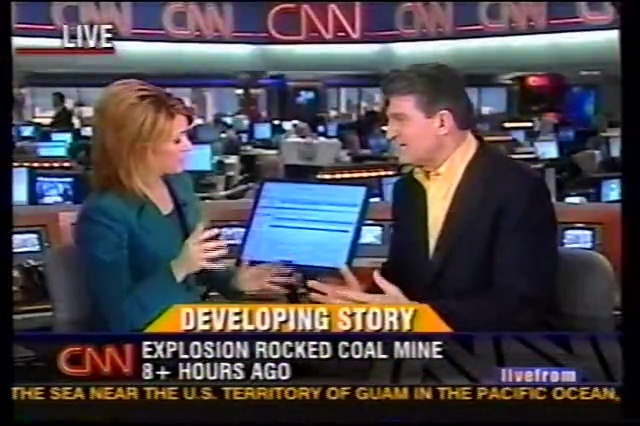 CNN CNN CNN CNN CNN
LIVE
DEVELOPING STORY
CNN
EXPLOSION ROCKED COAL MINE
8+ HOURS AGO
livefrom
THE SEA NEAR THE U.S. TERRITORY OF GUAM IN THE PACIFIC OCEAN,